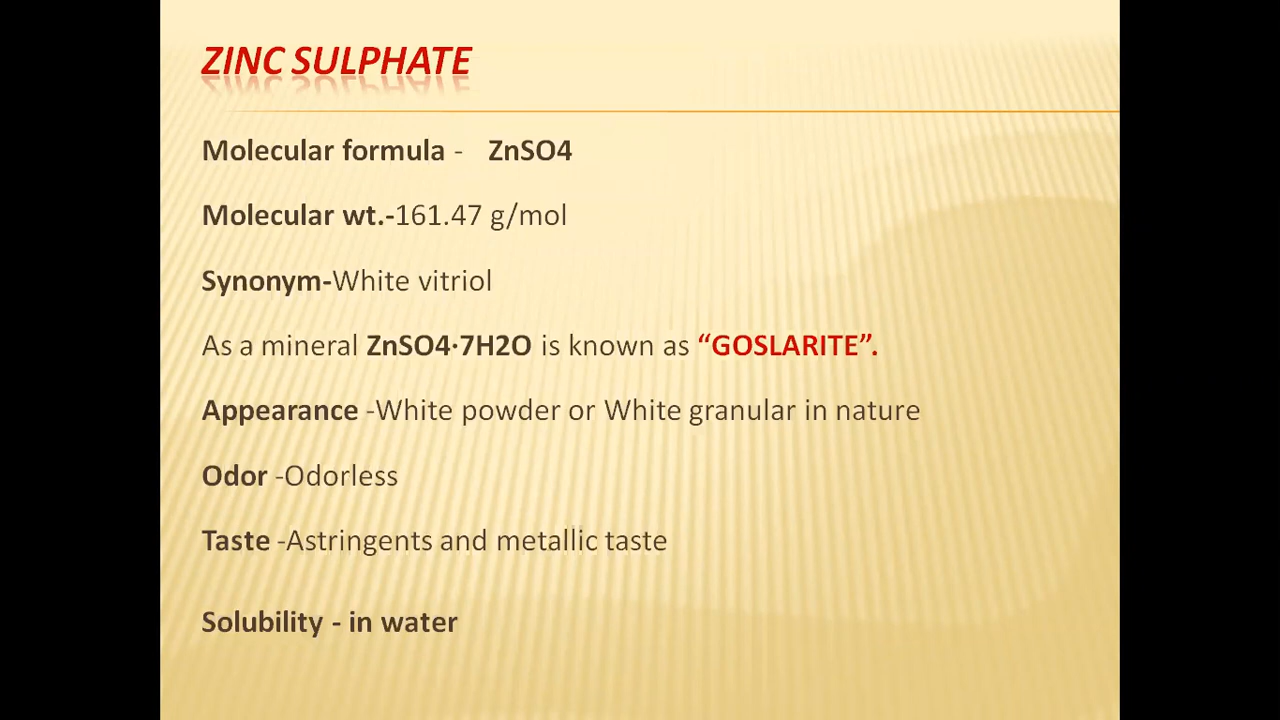 ZINC SULPHATE
Molecular formula - ZnSO4
Molecular wt.-161.47 g/mol
Synonym-White vitriol
As a mineral ZnSO4·7H2O is known as “GOSLARITE”.
Appearance -White powder or White granular in nature
Odor -Odorless
Taste -Astringents and metallic taste
Solubility - in water